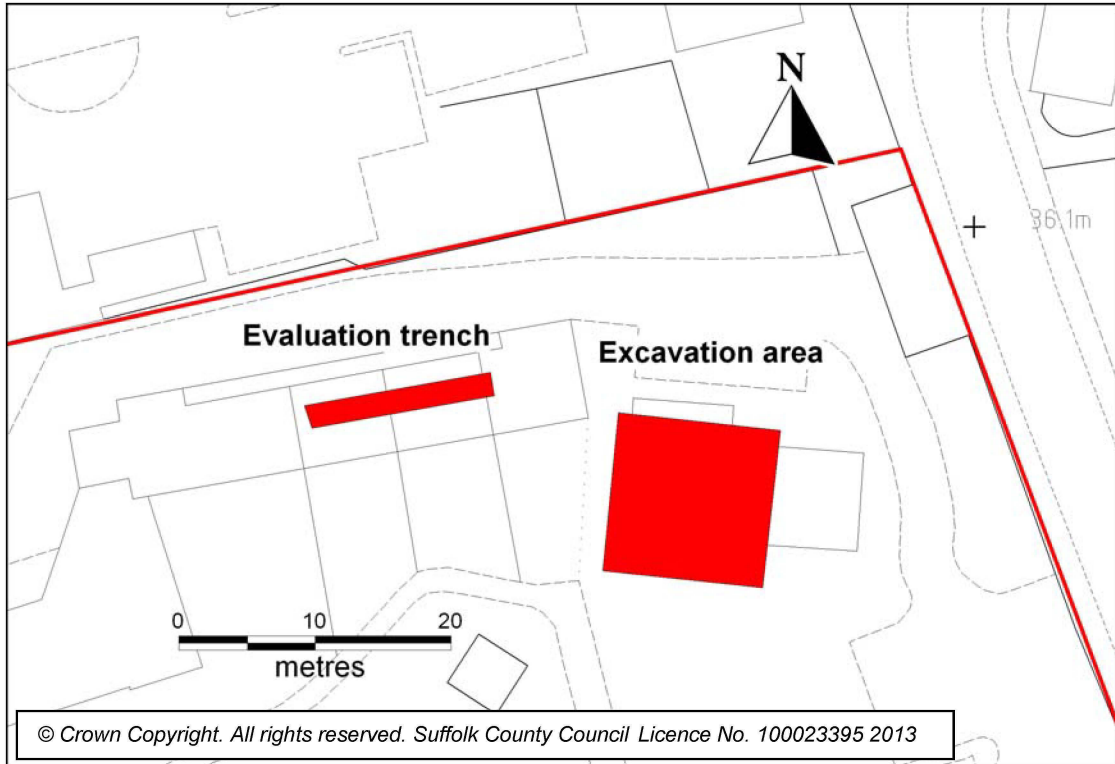 N
36.1m
Evaluation trench
Excavation area
0 10 20
metres
© Crown Copyright. All rights reserved. Suffolk County Council Licence No. 100023395 2013